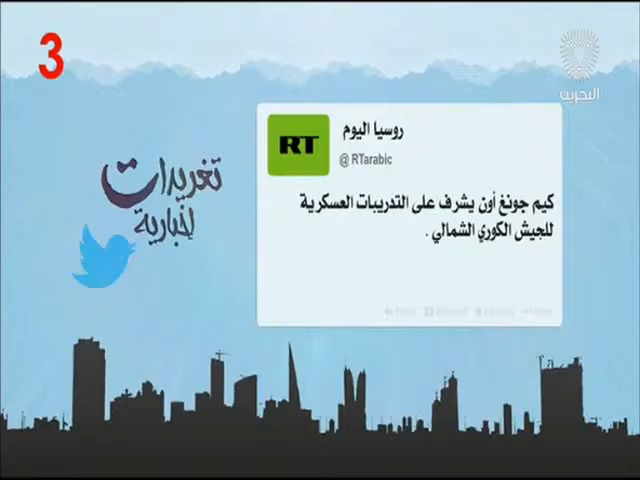 3
البحرين
RT
روسيا اليوم
@RTarabic
تغريدات
إخبارية
كيم جونغ أون يشرف على التدريبات العسكرية
للجيش الكوري الشمالي .